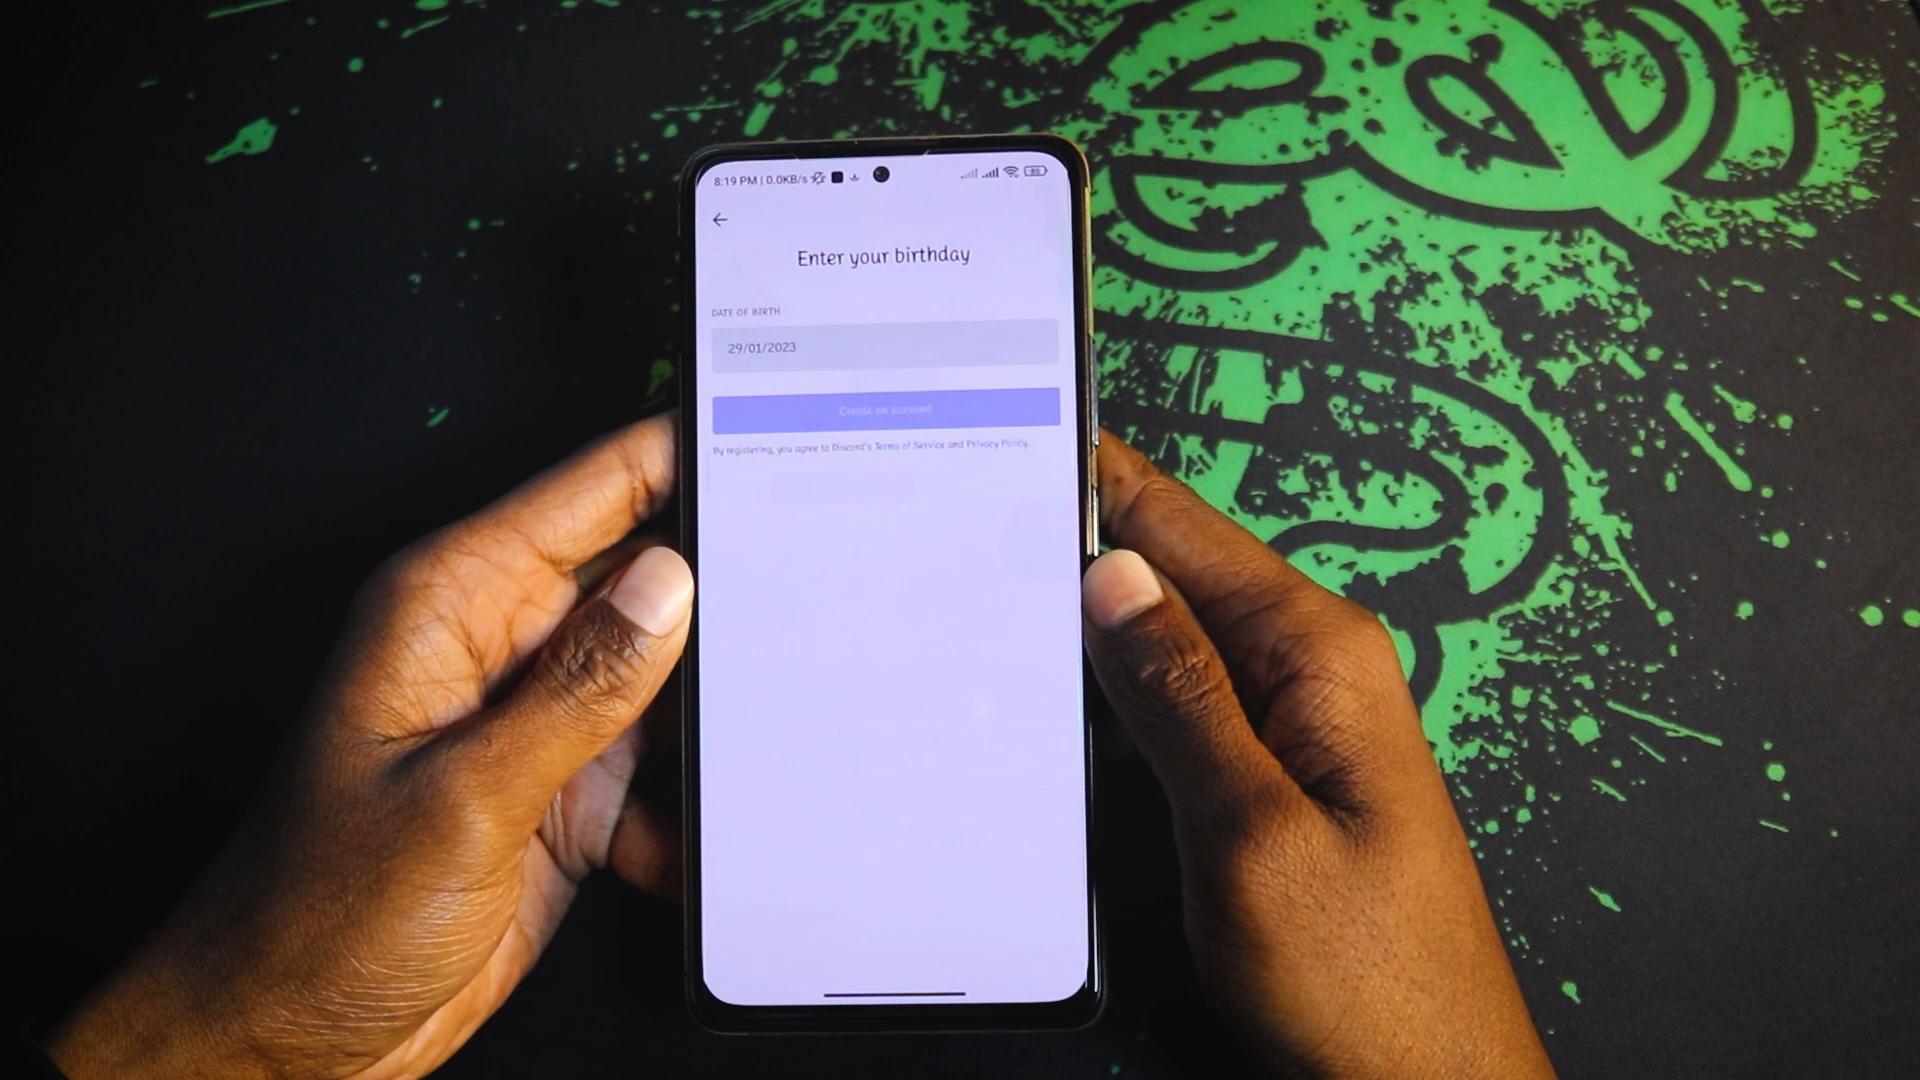 8:19 PM | 0.0KB/s
Enter your birthday
DATE OF BIRTH
29/01/2023
Create an account
By registering, you agree to Discord's Terms of Service and Privacy Policy.